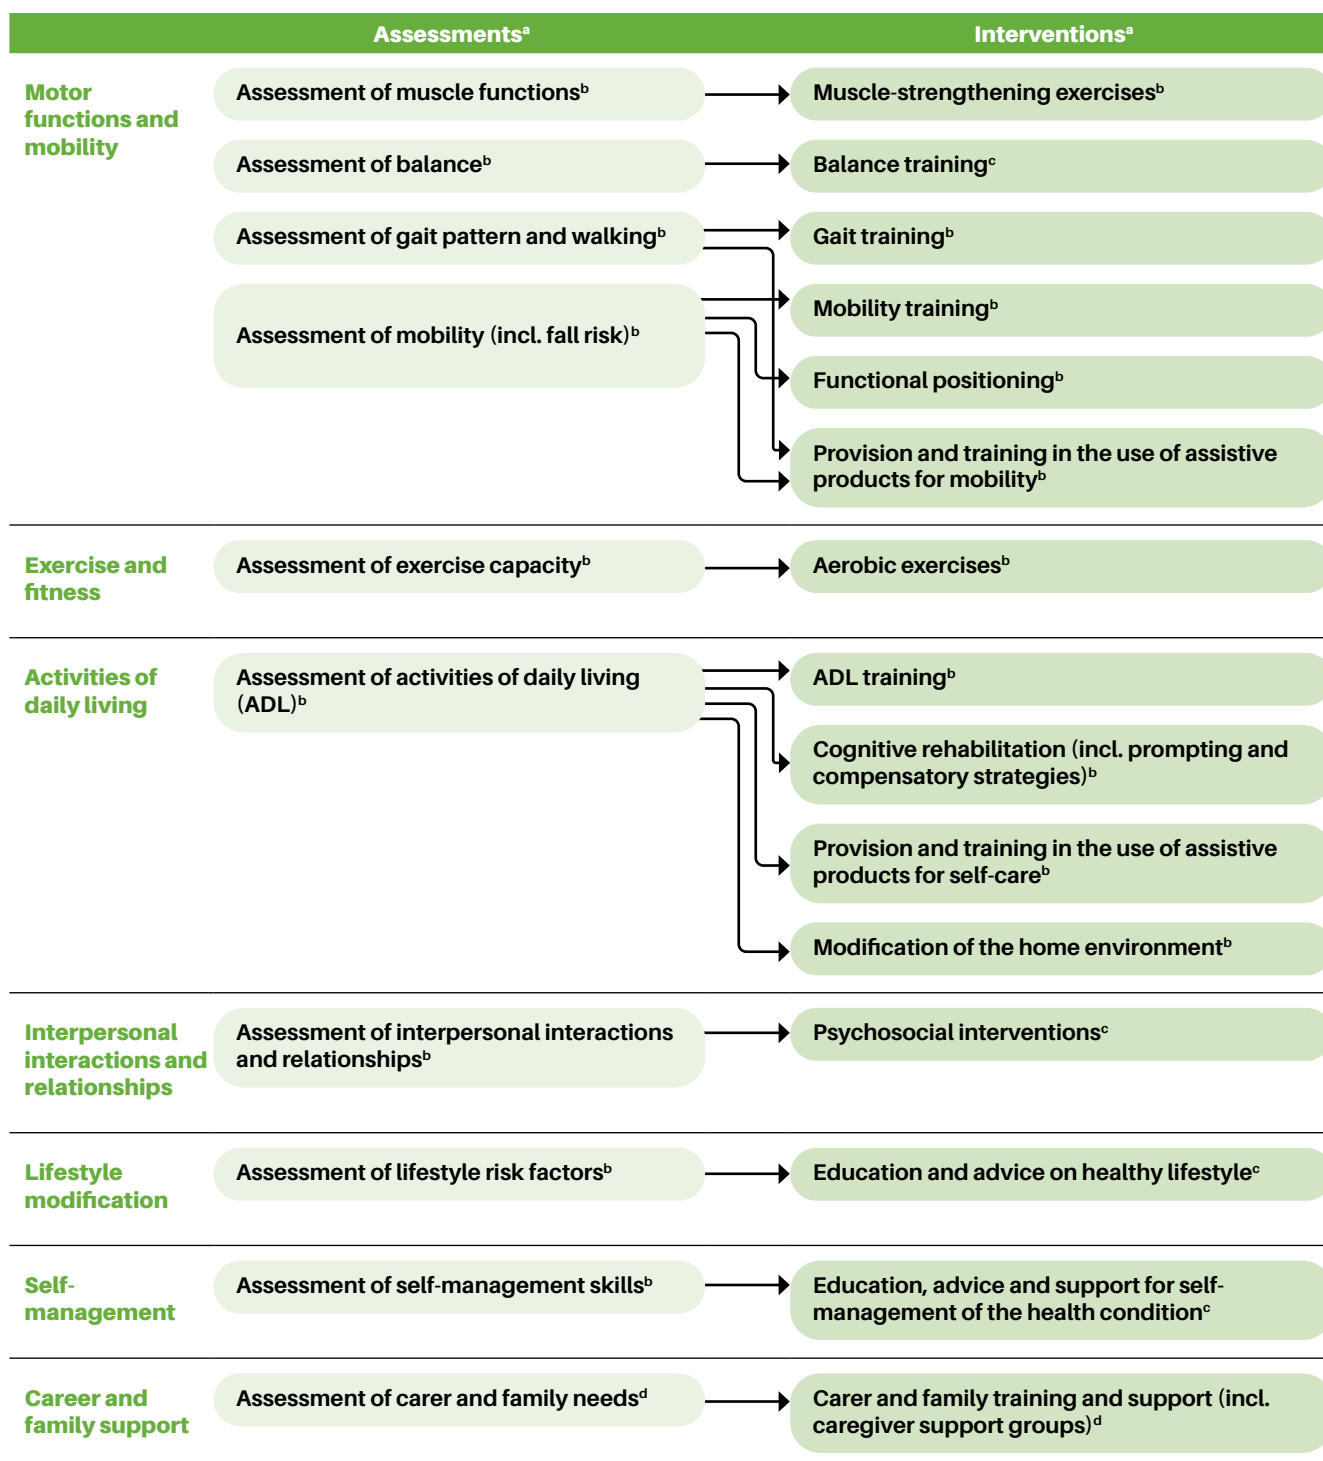 Assessmentsᵃ
Interventionsᵃ
Motor
functions and
mobility
Assessment of muscle functionsᵇ
Muscle-strengthening exercisesᵇ
Assessment of balanceᵇ
Balance trainingᶜ
Assessment of gait pattern and walkingᵇ
Gait trainingᵇ
Assessment of mobility (incl. fall risk)ᵇ
Mobility trainingᵇ
Functional positioningᵇ
Provision and training in the use of assistive
products for mobilityᵇ
Exercise and
fitness
Assessment of exercise capacityᵇ
Aerobic exercisesᵇ
Activities of
daily living
Assessment of activities of daily living
(ADL)ᵇ
ADL trainingᵇ
Cognitive rehabilitation (incl. prompting and
compensatory strategies)ᵇ
Provision and training in the use of assistive
products for self-careᵇ
Modification of the home environmentᵇ
Interpersonal
interactions and
relationships
Assessment of interpersonal interactions
and relationshipsᵇ
Psychosocial interventionsᶜ
Lifestyle
modification
Assessment of lifestyle risk factorsᵇ
Education and advice on healthy lifestyleᶜ
Self-
management
Assessment of self-management skillsᵇ
Education, advice and support for self-
management of the health conditionᶜ
Career and
family support
Assessment of carer and family needsᵈ
Carer and family training and support (incl.
caregiver support groups)ᵈ